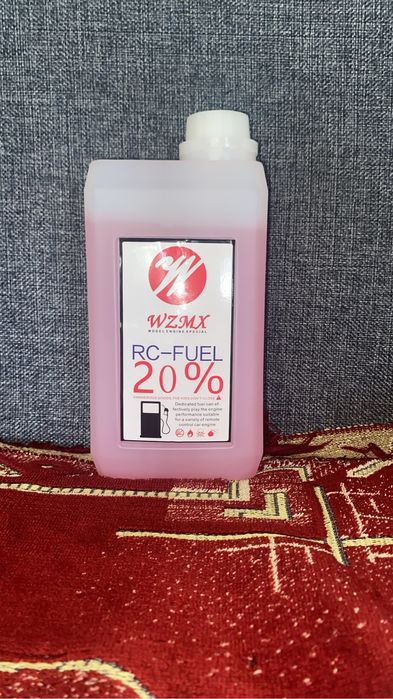 WZMX
MODEL ENGINE SPECIAL
RC-FUEL
20%
Dedicated fuel can ef-
fectively play the engine
performance suitable
for a variety of remote
control car engine